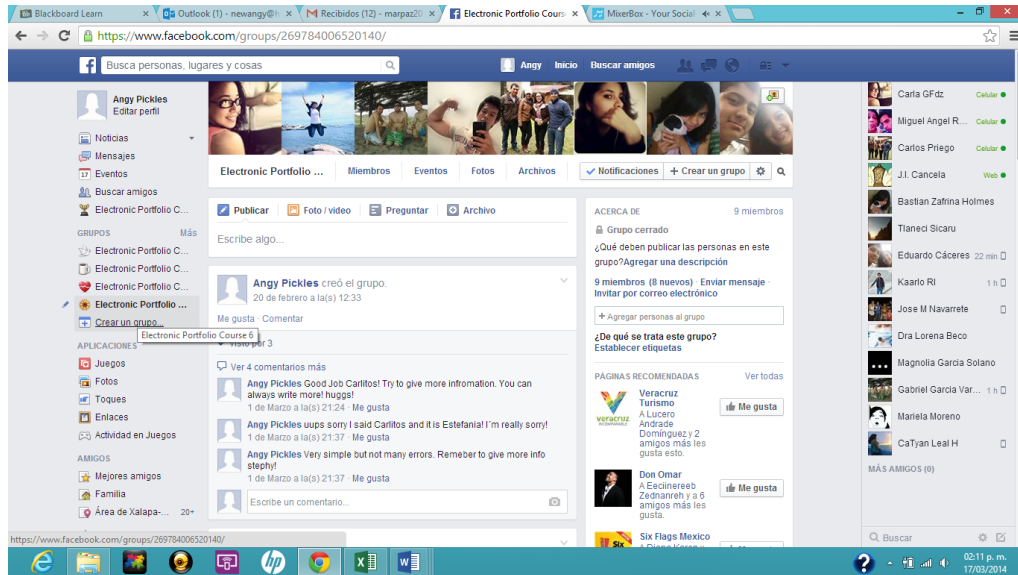 Blackboard Learn
Outlook (1) - newangy@h
Recibidos (12) - marpaz20
Electronic Portfolio Cours
MixerBox - Your Social
https://www.facebook.com/groups/269784006520140/
Busca personas, lugares y cosas
Angy
Inicio
Buscar amigos
Angy Pickles
Editar perfil
Noticias
Mensajes
17 Eventos
Buscar amigos
Electronic Portfolio C...
GRUPOS
Más
Electronic Portfolio C...
Electronic Portfolio C...
Electronic Portfolio C...
Electronic Portfolio ...
Crear un grupo...
Electronic Portfolio Course 6
APLICACIONES
Juegos
Fotos
Toques
Enlaces
Actividad en Juegos
AMIGOS
Mejores amigos
Familia
Área de Xalapa-... 20+
https://www.facebook.com/groups/269784006520140/
Electronic Portfolio ...
Miembros
Eventos
Fotos
Archivos
Notificaciones
+ Crear un grupo
Publicar
Foto / video
Preguntar
Archivo
Escribe algo...
Angy Pickles creó el grupo.
20 de febrero a la(s) 12:33
Me gusta · Comentar
Visto por 3
Ver 4 comentarios más
Angy Pickles Good Job Carlitos! Try to give more infromation. You can
always write more! huggs!
1 de Marzo a la(s) 21:24 · Me gusta
Angy Pickles uups sorry I said Carlitos and it is Estefania! I´m really sorry!
1 de Marzo a la(s) 21:37 · Me gusta
Angy Pickles Very simple but not many errors. Remeber to give more info
stephy!
1 de Marzo a la(s) 21:37 · Me gusta
Escribe un comentario...
ACERCA DE
9 miembros
Grupo cerrado
¿Qué deben publicar las personas en este
grupo?Agregar una descripción
9 miembros (8 nuevos) · Enviar mensaje ·
Invitar por correo electrónico
+ Agregar personas al grupo
¿De qué se trata este grupo?
Establecer etiquetas
PÁGINAS RECOMENDADAS
Ver todas
veracruz
Veracruz
Turismo
A Lucero
Andrade
Domínguez y 2
amigos más les
gusta esto.
Me gusta
Don Omar
A Eeciinereeb
Zednanreh y a 6
amigos más les
gusta.
Me gusta
Six
Six Flags Mexico
Carla GFdz
Celular
Miguel Angel R...
Celular
Carlos Priego
Celular
J.I. Cancela
Web
Bastian Zafrina Holmes
Tlaneci Sicaru
Eduardo Cáceres 22 min
Kaarlo RI
1 h
Jose M Navarrete
Dra Lorena Beco
Magnolia Garcia Solano
Gabriel Garcia Var... 1 h
Mariela Moreno
CaTyan Leal H
MÁS AMIGOS (0)
Buscar
hp
02:11 p. m.
17/03/2014